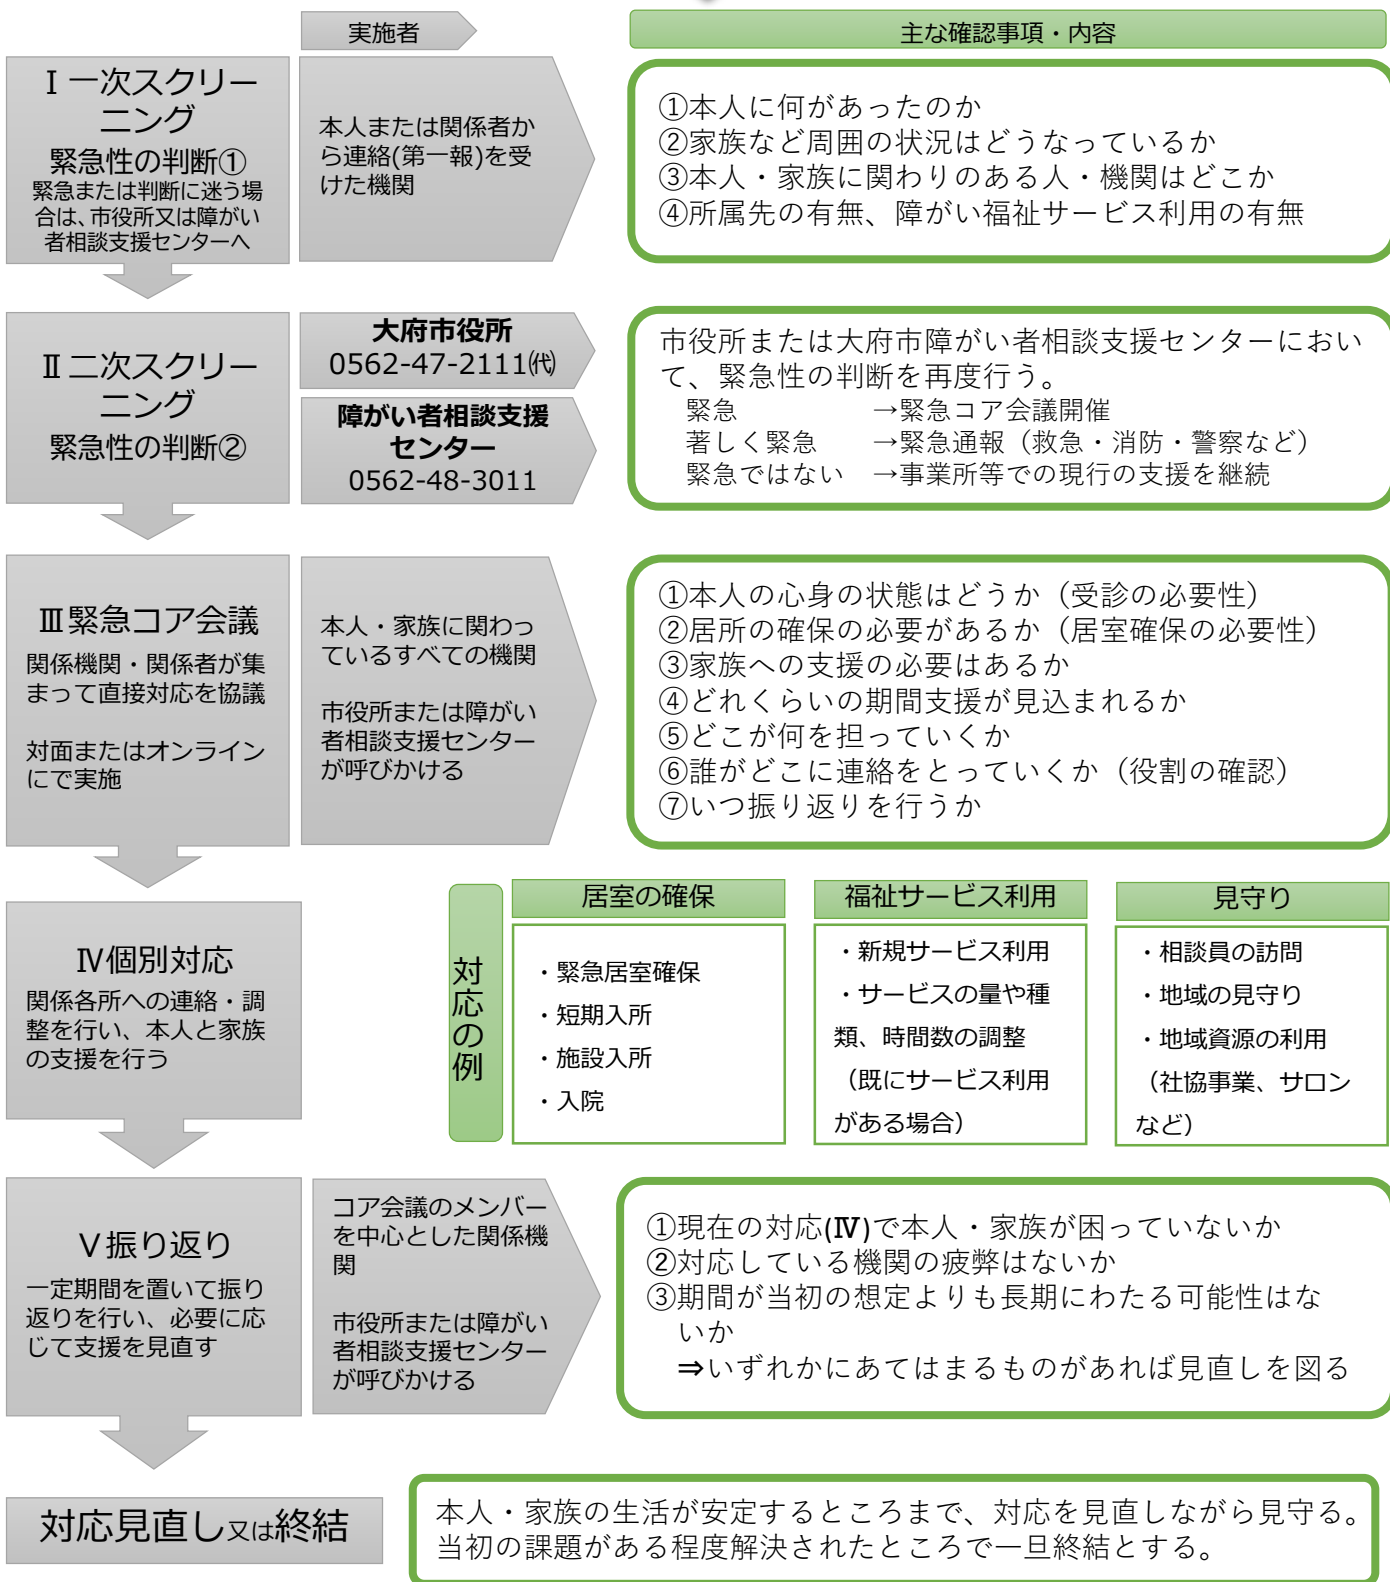 実施者
主な確認事項・内容
Ⅰ一次スクリー
ニング
緊急性の判断①
緊急または判断に迷う場
合は、市役所又は障がい
者相談支援センターへ
本人または関係者か
ら連絡(第一報)を受
けた機関
①本人に何があったのか
②家族など周囲の状況はどうなっているか
③本人・家族に関わりのある人・機関はどこか
④所属先の有無、障がい福祉サービス利用の有無
Ⅱ二次スクリー
ニング
緊急性の判断②
大府市役所
0562-47-2111㈹
障がい者相談支援
センター
0562-48-3011
市役所または大府市障がい者相談支援センターにおい
て、緊急性の判断を再度行う。
緊急　→緊急コア会議開催
著しく緊急　→緊急通報（救急・消防・警察など）
緊急ではない　→事業所等での現行の支援を継続
Ⅲ緊急コア会議
関係機関・関係者が集
まって直接対応を協議
対面またはオンライン
にで実施
本人・家族に関わっ
ているすべての機関
市役所または障がい
者相談支援センター
が呼びかける
①本人の心身の状態はどうか（受診の必要性）
②居所の確保の必要があるか（居室確保の必要性）
③家族への支援の必要はあるか
④どれくらいの期間支援が見込まれるか
⑤どこが何を担っていくか
⑥誰がどこに連絡をとっていくか（役割の確認）
⑦いつ振り返りを行うか
Ⅳ個別対応
関係各所への連絡・調
整を行い、本人と家族
の支援を行う
対応の例
居室の確保
・緊急居室確保
・短期入所
・施設入所
・入院
福祉サービス利用
・新規サービス利用
・サービスの量や種
類、時間数の調整
（既にサービス利用
がある場合）
見守り
・相談員の訪問
・地域の見守り
・地域資源の利用
（社協事業、サロン
など）
Ⅴ振り返り
一定期間を置いて振り
返りを行い、必要に応
じて支援を見直す
コア会議のメンバー
を中心とした関係機
関
市役所または障がい
者相談支援センター
が呼びかける
①現在の対応(Ⅳ)で本人・家族が困っていないか
②対応している機関の疲弊はないか
③期間が当初の想定よりも長期にわたる可能性はな
いか
⇒いずれかにあてはまるものがあれば見直しを図る
対応見直し又は終結
本人・家族の生活が安定するところまで、対応を見直しながら見守る。
当初の課題がある程度解決されたところで一旦終結とする。